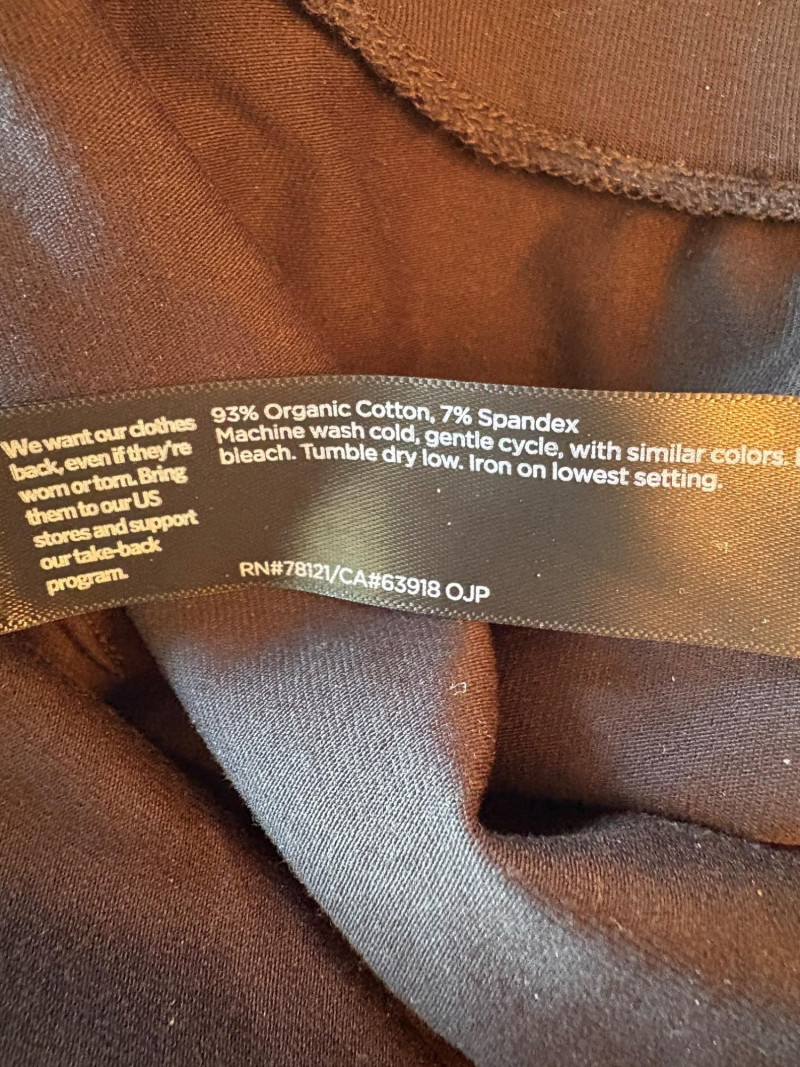 We want our clothes
back, even if they're
worn or torn. Bring
them to our US
stores and support
our take-back
program.
93% Organic Cotton, 7% Spandex
Machine wash cold, gentle cycle, with similar colors.
bleach. Tumble dry low. Iron on lowest setting.
RN#78121/CA#63918 OJP